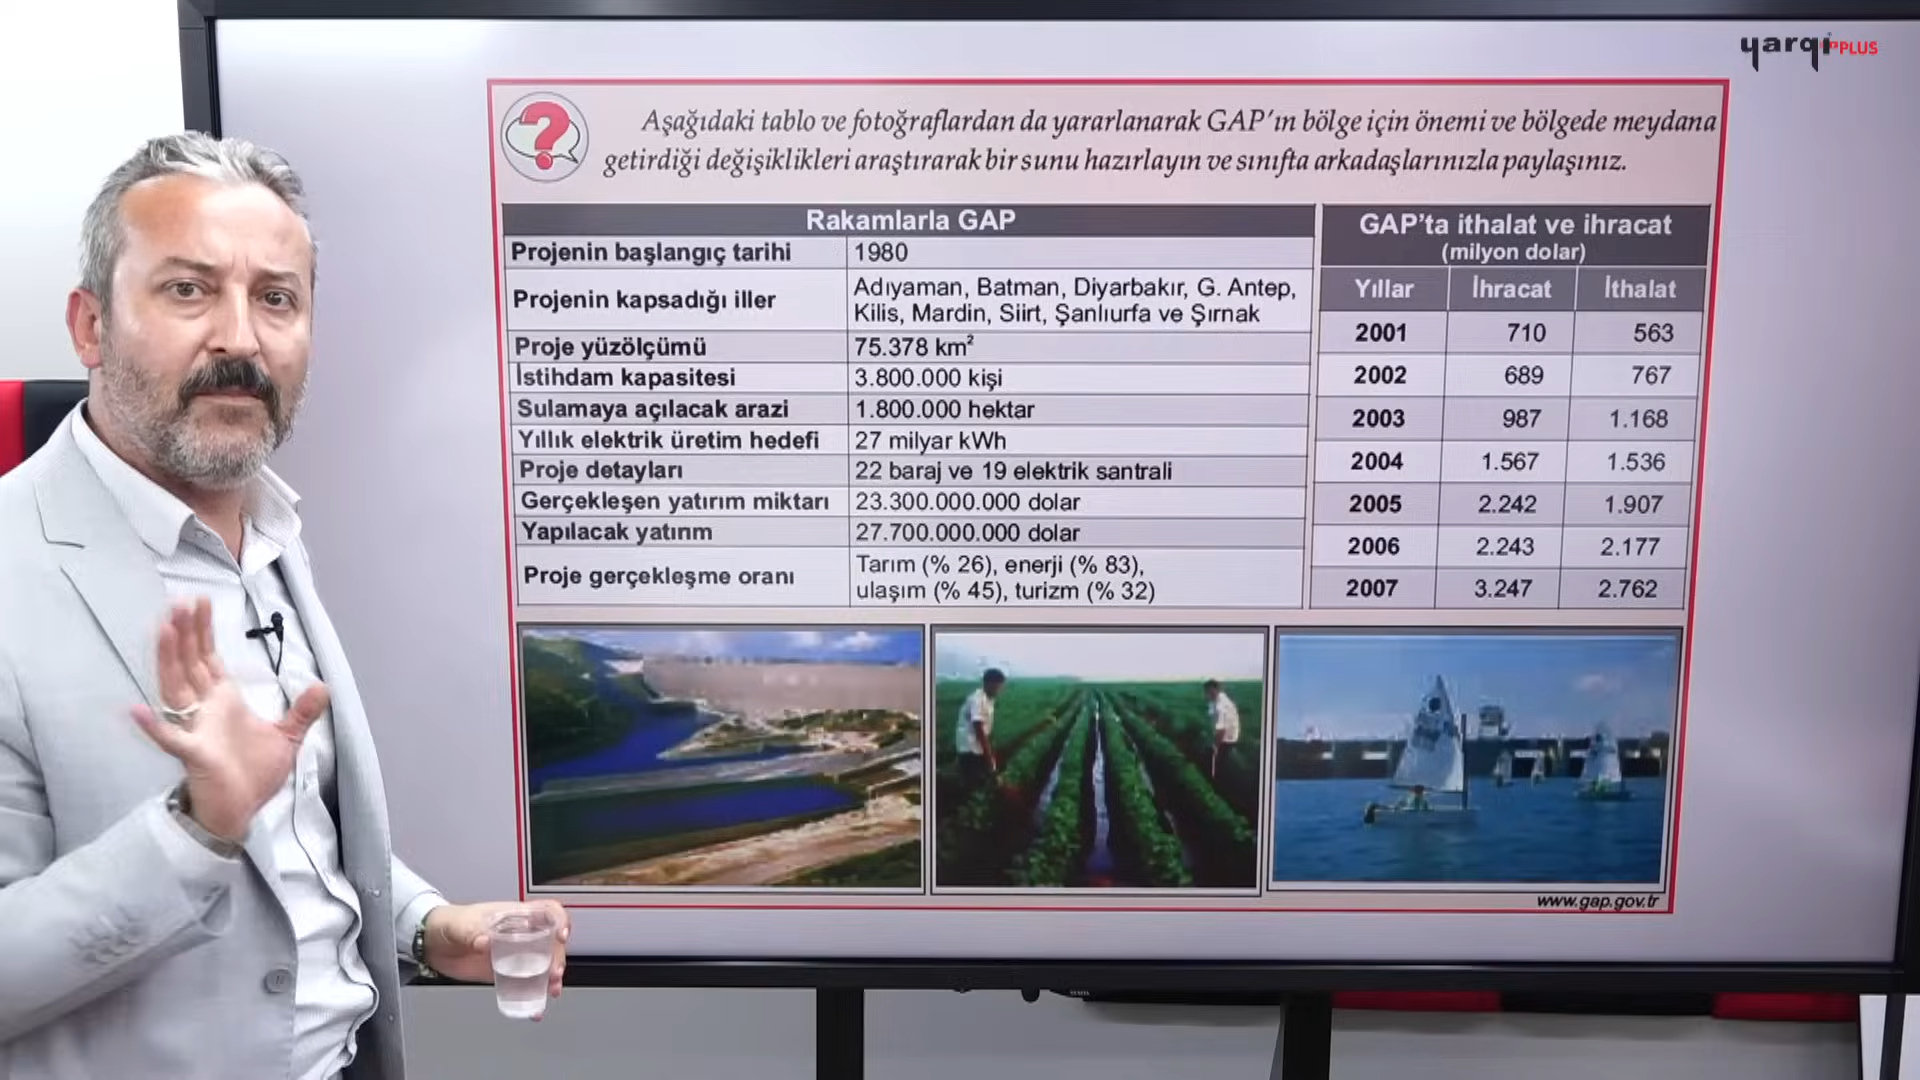 yarqı PLUS
?
Aşağıdaki tablo ve fotoğraflardan da yararlanarak GAP'ın bölge için önemi ve bölgede meydana
getirdiği değişiklikleri araştırarak bir sunu hazırlayın ve sınıfta arkadaşlarınızla paylaşınız.
Rakamlarla GAP
Projenin başlangıç tarihi 1980
Projenin kapsadığı iller Adıyaman, Batman, Diyarbakır, G. Antep,
Kilis, Mardin, Siirt, Şanlıurfa ve Şırnak
Proje yüzölçümü 75.378 km²
İstihdam kapasitesi 3.800.000 kişi
Sulamaya açılacak arazi 1.800.000 hektar
Yıllık elektrik üretim hedefi 27 milyar kWh
Proje detayları 22 baraj ve 19 elektrik santrali
Gerçekleşen yatırım miktarı 23.300.000.000 dolar
Yapılacak yatırım 27.700.000.000 dolar
Proje gerçekleşme oranı Tarım (% 26), enerji (% 83),
ulaşım (% 45), turizm (% 32)
GAP'ta ithalat ve ihracat
(milyon dolar)
Yıllar İhracat İthalat
2001 710 563
2002 689 767
2003 987 1.168
2004 1.567 1.536
2005 2.242 1.907
2006 2.243 2.177
2007 3.247 2.762
www.gap.gov.tr